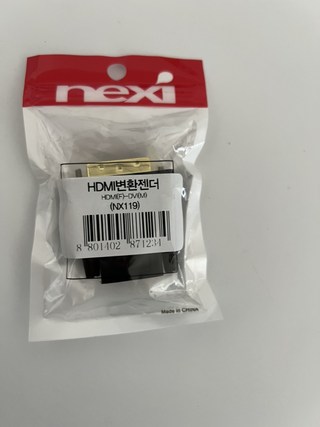 nexi
HDMI변환젠더
HDMI(F)-DVI(M)
(NX119)
8 801402 871234
Made in CHINA